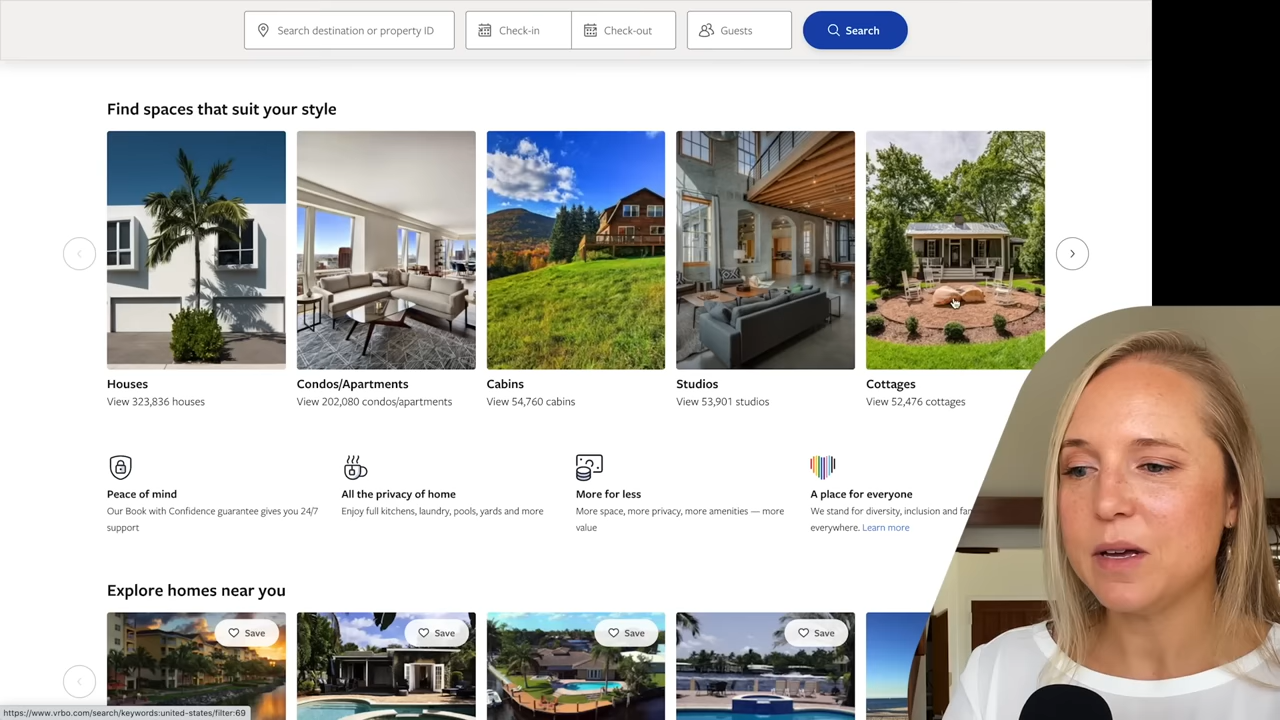 Search destination or property ID
Check-in
Check-out
Guests
Search
Find spaces that suit your style
Houses
View 323,836 houses
Condos/Apartments
View 202,080 condos/apartments
Cabins
View 54,760 cabins
Studios
View 53,901 studios
Cottages
View 52,476 cottages
Peace of mind
Our Book with Confidence guarantee gives you 24/7
support
All the privacy of home
Enjoy full kitchens, laundry, pools, yards and more
More for less
More space, more privacy, more amenities — more
value
A place for everyone
We stand for diversity, inclusion and
everywhere. Learn more
Explore homes near you
Save
Save
Save
Save
https://www.vrbo.com/search/keywords:united-states/filter:69